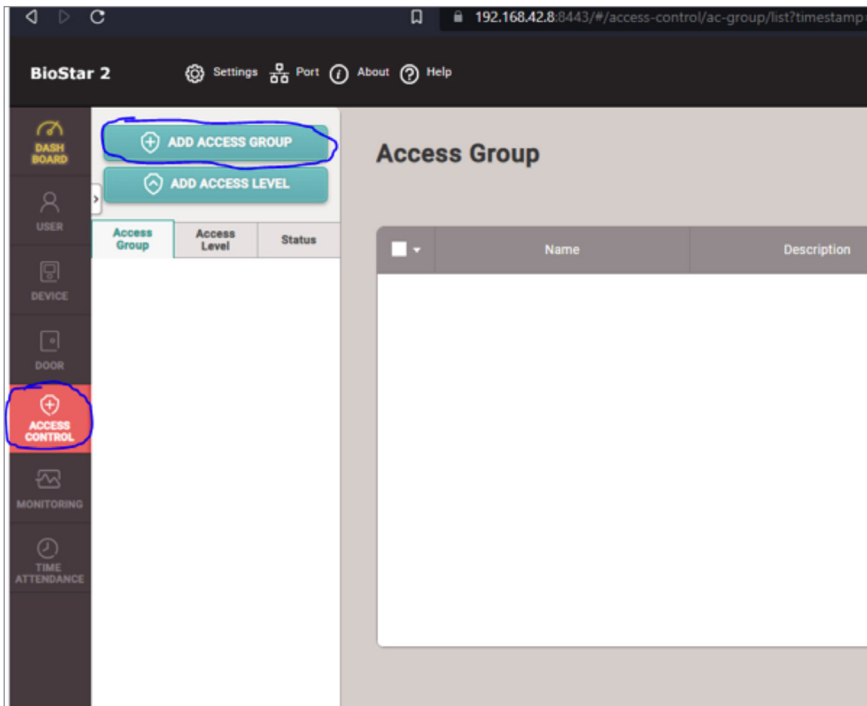 192.168.42.8:8443/#/access-control/ac-group/list?timestamp=
BioStar 2
Settings
Port
About
Help
DASH
BOARD
USER
DEVICE
DOOR
ACCESS
CONTROL
MONITORING
TIME
ATTENDANCE
ADD ACCESS GROUP
ADD ACCESS LEVEL
Access
Group
Access
Level
Status
Access Group
Name
Description